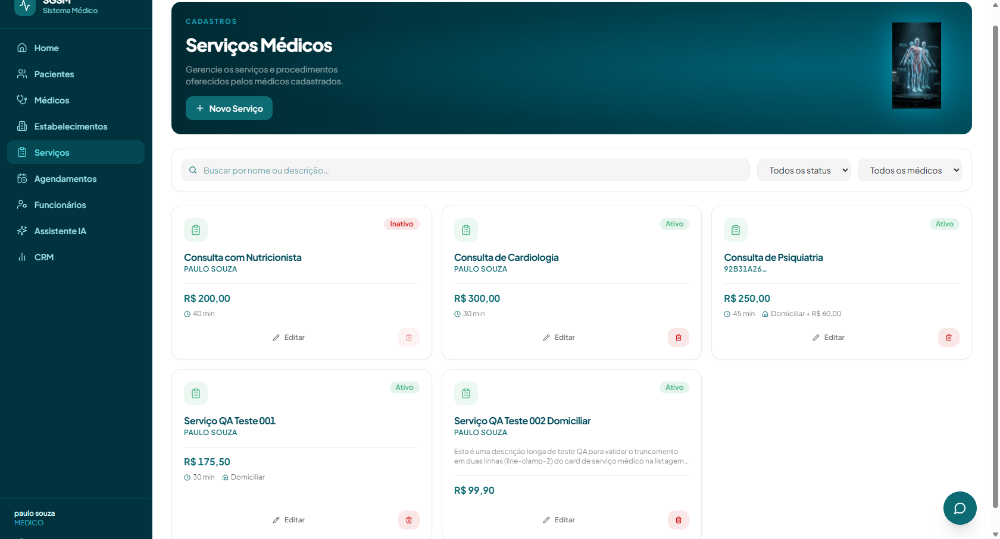 SGSM
Sistema Médico
Home
Pacientes
Médicos
Estabelecimentos
Serviços
Agendamentos
Funcionários
Assistente IA
CRM
paulo souza
MEDICO
CADASTROS
Serviços Médicos
Gerencie os serviços e procedimentos
oferecidos pelos médicos cadastrados.
+ Novo Serviço
Buscar por nome ou descrição...
Todos os status
Todos os médicos
Inativo
Consulta com Nutricionista
PAULO SOUZA
R$ 200,00
40 min
Editar
Ativo
Consulta de Cardiologia
PAULO SOUZA
R$ 300,00
30 min
Editar
Ativo
Consulta de Psiquiatria
92B31A26…
R$ 250,00
45 min Domiciliar + R$ 60,00
Editar
Ativo
Serviço QA Teste 001
PAULO SOUZA
R$ 175,50
30 min Domiciliar
Editar
Ativo
Serviço QA Teste 002 Domiciliar
PAULO SOUZA
Esta é uma descrição longa de teste QA para validar o truncamento
em duas linhas (line-clamp-2) do card de serviço médico na listagem…
R$ 99,90
Editar